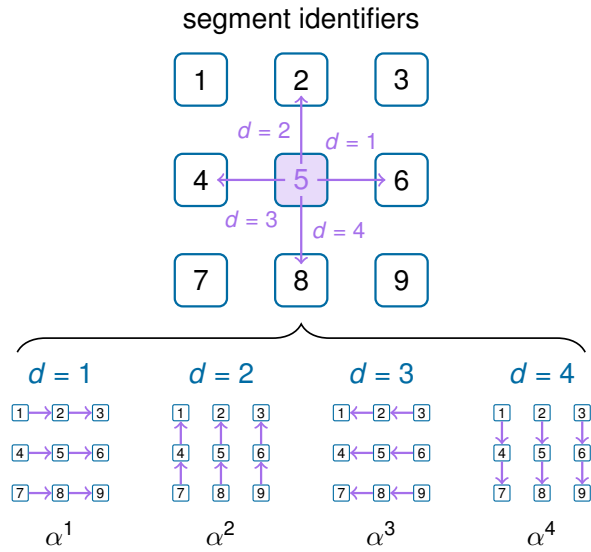 segment identifiers
1 2 3
d = 2
d = 1
4 5 6
d = 3
d = 4
7 8 9
d = 1 d = 2 d = 3 d = 4
1 2 3 1 2 3 1 2 3 1 2 3
4 5 6 4 5 6 4 5 6 4 5 6
7 8 9 7 8 9 7 8 9 7 8 9
α¹ α² α³ α⁴